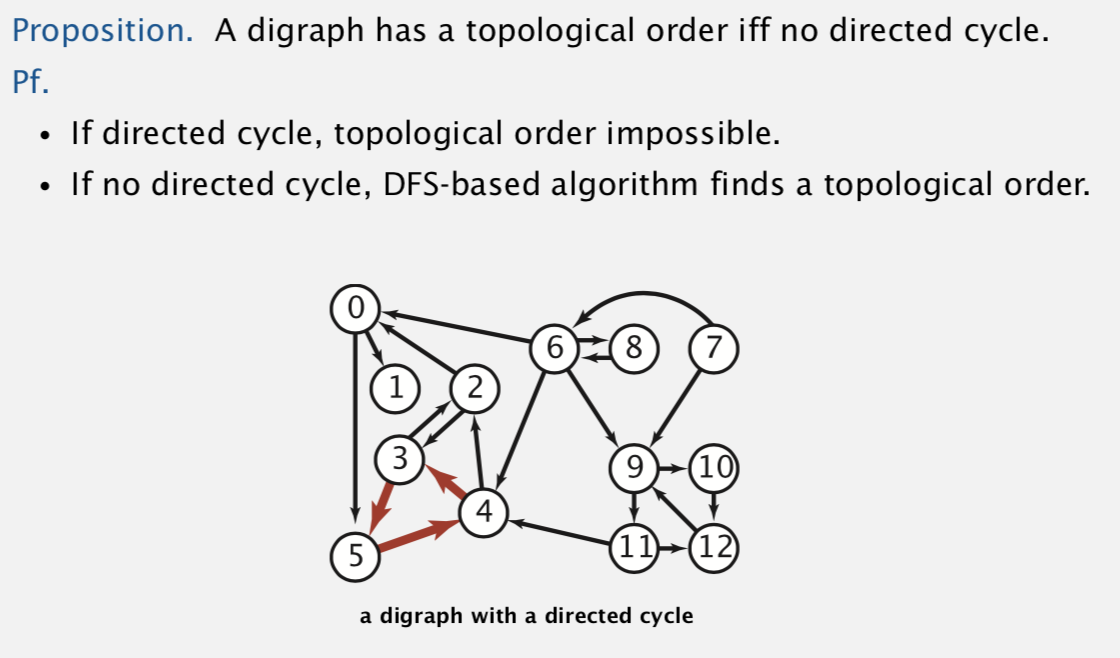 Proposition. A digraph has a topological order iff no directed cycle.
Pf.
• If directed cycle, topological order impossible.
• If no directed cycle, DFS-based algorithm finds a topological order.
0
6
8
7
1
2
3
9
10
4
5
11
12
a digraph with a directed cycle